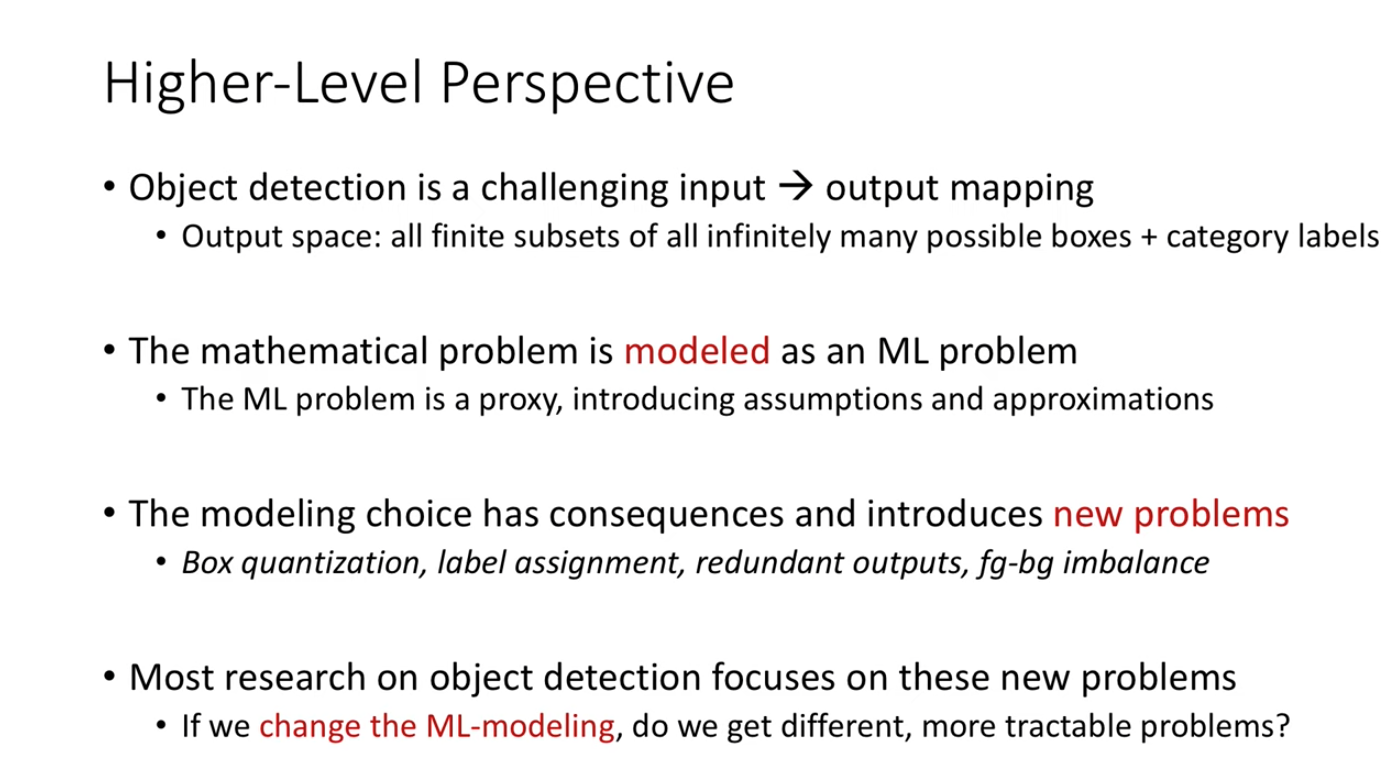 Higher-Level Perspective
• Object detection is a challenging input → output mapping
• Output space: all finite subsets of all infinitely many possible boxes + category labels
• The mathematical problem is modeled as an ML problem
• The ML problem is a proxy, introducing assumptions and approximations
• The modeling choice has consequences and introduces new problems
• Box quantization, label assignment, redundant outputs, fg-bg imbalance
• Most research on object detection focuses on these new problems
• If we change the ML-modeling, do we get different, more tractable problems?